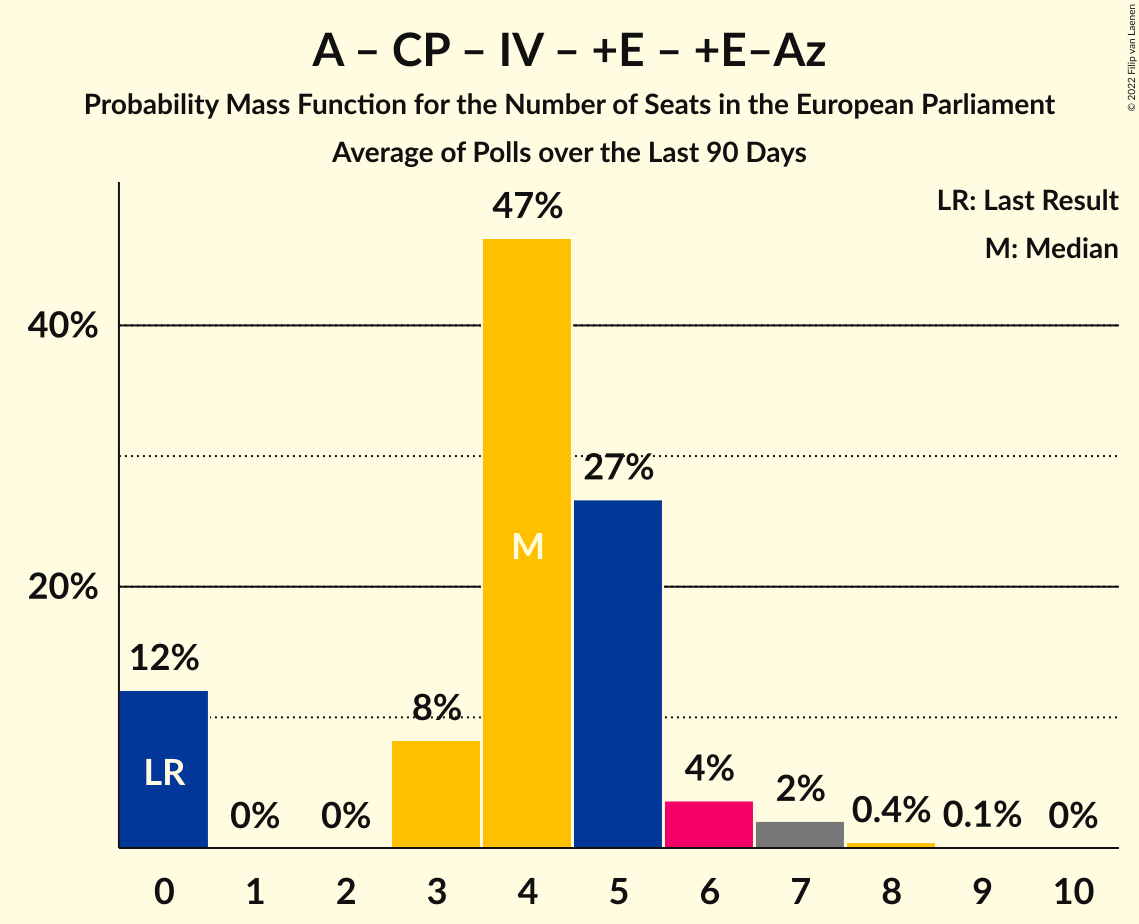 A – CP – IV – +E – +E–Az
Probability Mass Function for the Number of Seats in the European Parliament
Average of Polls over the Last 90 Days
© 2022 Filip van Laenen
LR: Last Result
M: Median
47%
40%
27%
M
20%
12%
8%
LR
4%
2%
0%
0%
0.4%
0.1%
0%
0 1 2 3 4 5 6 7 8 9 10